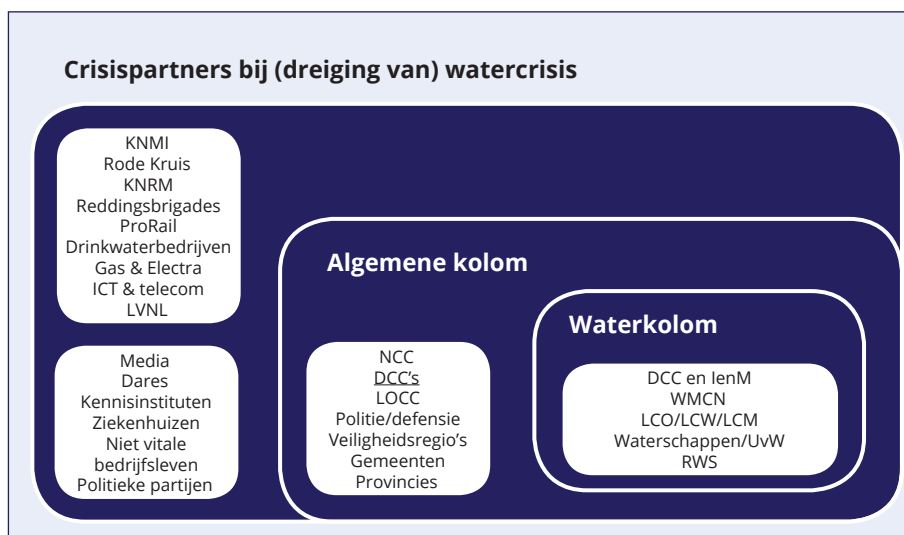 Crisispartners bij (dreiging van) watercrisis
KNMI
Rode Kruis
KNRM
Reddingsbrigades
ProRail
Drinkwaterbedrijven
Gas & Electra
ICT & telecom
LVNL
Media
Dares
Kennisinstituten
Ziekenhuizen
Niet vitale
bedrijfsleven
Politieke partijen
Algemene kolom
NCC
DCC's
LOCC
Politie/defensie
Veiligheidsregio's
Gemeenten
Provincies
Waterkolom
DCC en IenM
WMCN
LCO/LCW/LCM
Waterschappen/UvW
RWS